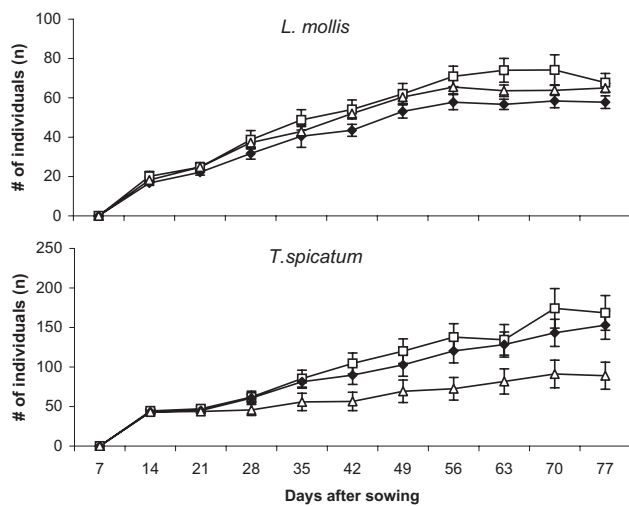 L. mollis
# of individuals (n)
100
80
60
40
20
0
T.spicatum
# of individuals (n)
250
200
150
100
50
0
7 14 21 28 35 42 49 56 63 70 77
Days after sowing